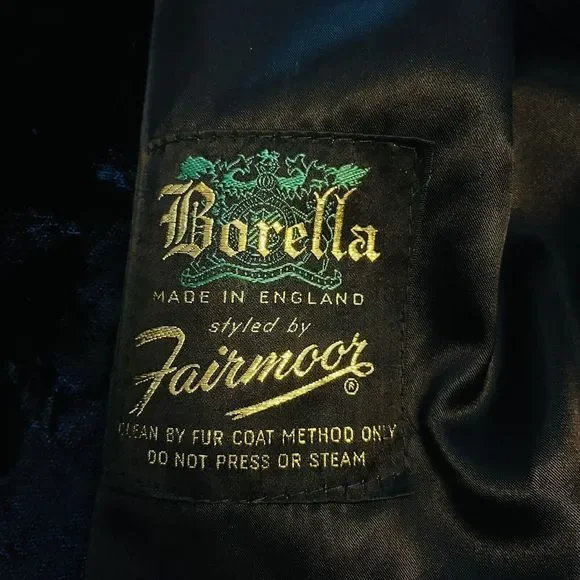 Borella
MADE IN ENGLAND
styled by
Fairmoor®
CLEAN BY FUR COAT METHOD ONLY
DO NOT PRESS OR STEAM